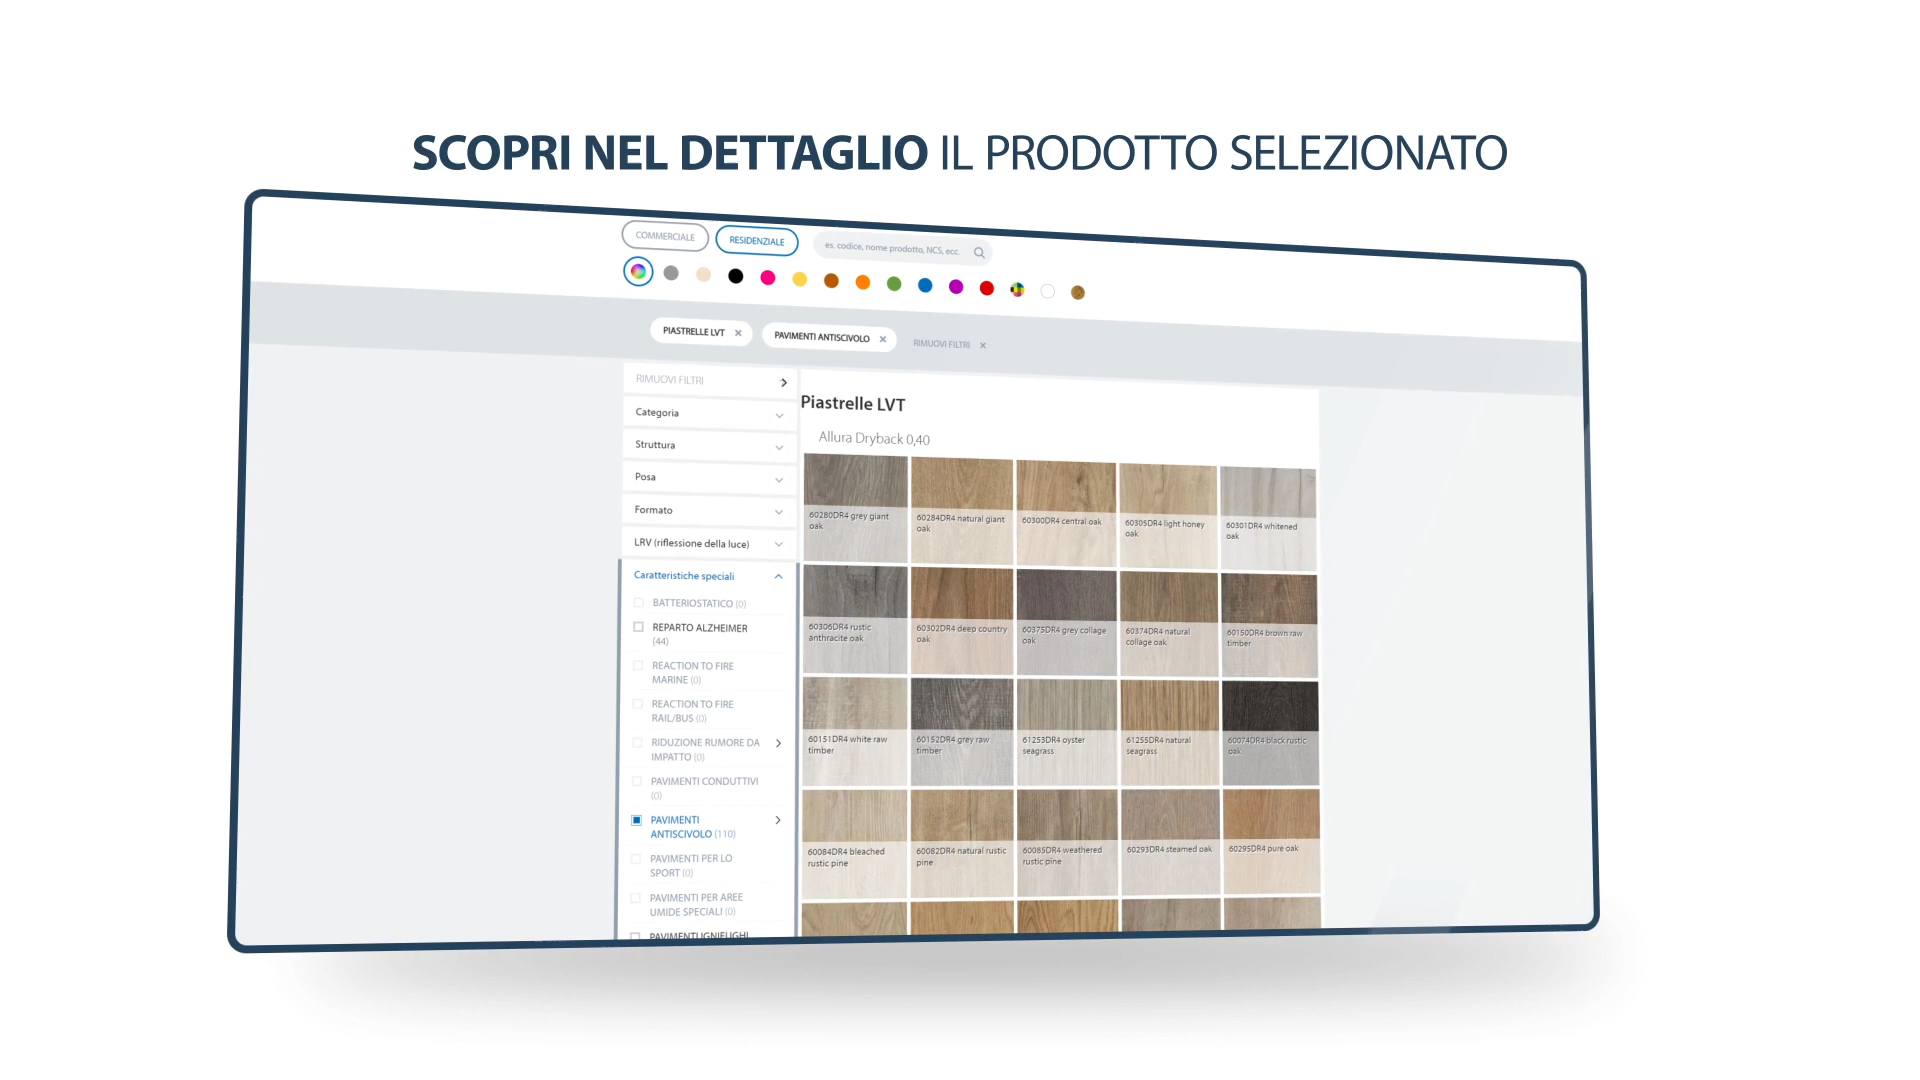 SCOPRI NEL DETTAGLIO IL PRODOTTO SELEZIONATO
COMMERCIALE
RESIDENZIALE
es. codice, nome prodotto, NCS, ecc.
PIASTRELLE LVT ×
PAVIMENTI ANTISCIVOLO ×
RIMUOVI FILTRI ×
RIMUOVI FILTRI
Categoria
Struttura
Posa
Formato
LRV (riflessione della luce)
Caratteristiche speciali
BATTERIOSTATICO (0)
REPARTO ALZHEIMER
(44)
REACTION TO FIRE
MARINE (0)
REACTION TO FIRE
RAIL/BUS (0)
RIDUZIONE RUMORE DA
IMPATTO (0)
PAVIMENTI CONDUTTIVI
(0)
PAVIMENTI
ANTISCIVOLO (110)
PAVIMENTI PER LO
SPORT (0)
PAVIMENTI PER AREE
UMIDE SPECIALI (0)
PAVIMENTI IGNIFUGHI
Piastrelle LVT
Allura Dryback 0,40
60280DR4 grey giant
oak
60284DR4 natural giant
oak
60300DR4 central oak
60305DR4 light honey
oak
60301DR4 whitened
oak
60306DR4 rustic
anthracite oak
60302DR4 deep country
oak
60375DR4 grey collage
oak
60374DR4 natural
collage oak
60150DR4 brown raw
timber
60151DR4 white raw
timber
60152DR4 grey raw
timber
61253DR4 oyster
seagrass
61255DR4 natural
seagrass
60074DR4 black rustic
oak
60084DR4 bleached
rustic pine
60082DR4 natural rustic
pine
60085DR4 weathered
rustic pine
60293DR4 steamed oak
60295DR4 pure oak